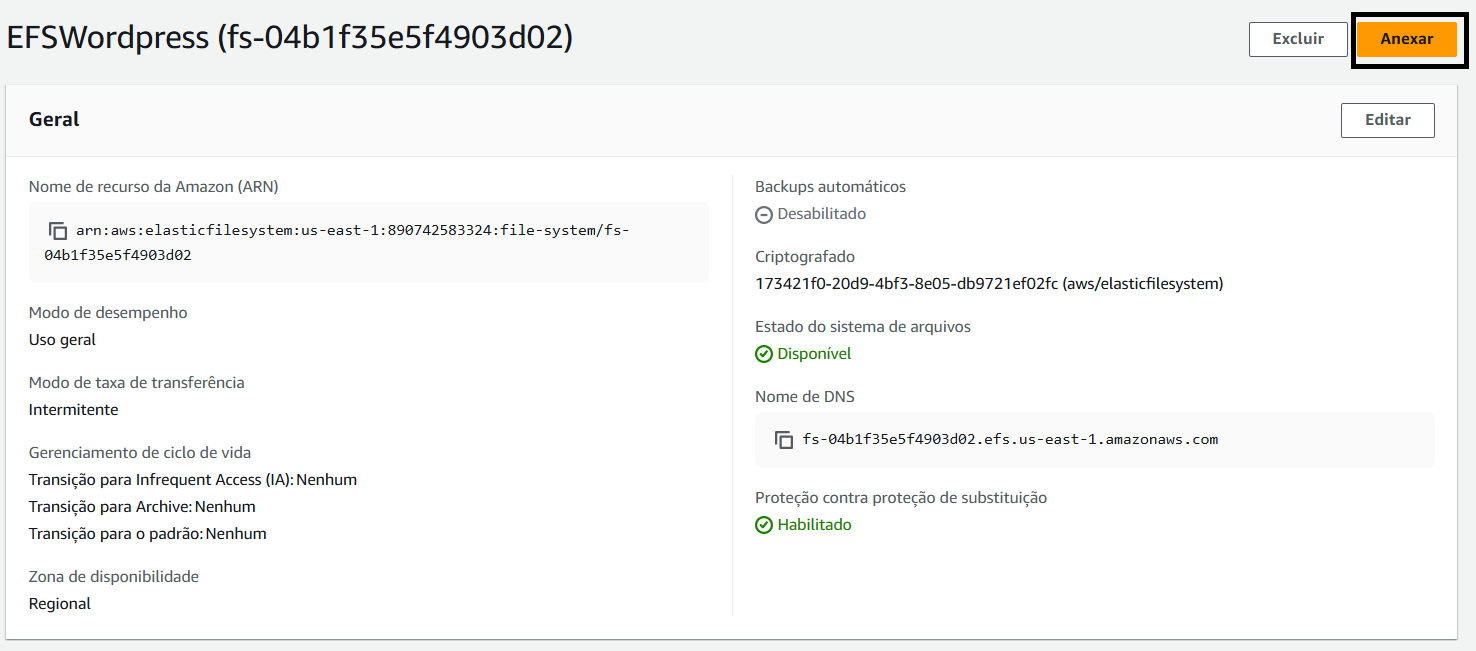 EFSWordpress (fs-04b1f35e5f4903d02)
Excluir
Anexar
Geral
Editar
Nome de recurso da Amazon (ARN)
arn:aws:elasticfilesystem:us-east-1:890742583324:file-system/fs-
04b1f35e5f4903d02
Modo de desempenho
Uso geral
Modo de taxa de transferência
Intermitente
Gerenciamento de ciclo de vida
Transição para Infrequent Access (IA): Nenhum
Transição para Archive: Nenhum
Transição para o padrão: Nenhum
Zona de disponibilidade
Regional
Backups automáticos
Desabilitado
Criptografado
173421f0-20d9-4bf3-8e05-db9721ef02fc (aws/elasticfilesystem)
Estado do sistema de arquivos
Disponível
Nome de DNS
fs-04b1f35e5f4903d02.efs.us-east-1.amazonaws.com
Proteção contra proteção de substituição
Habilitado